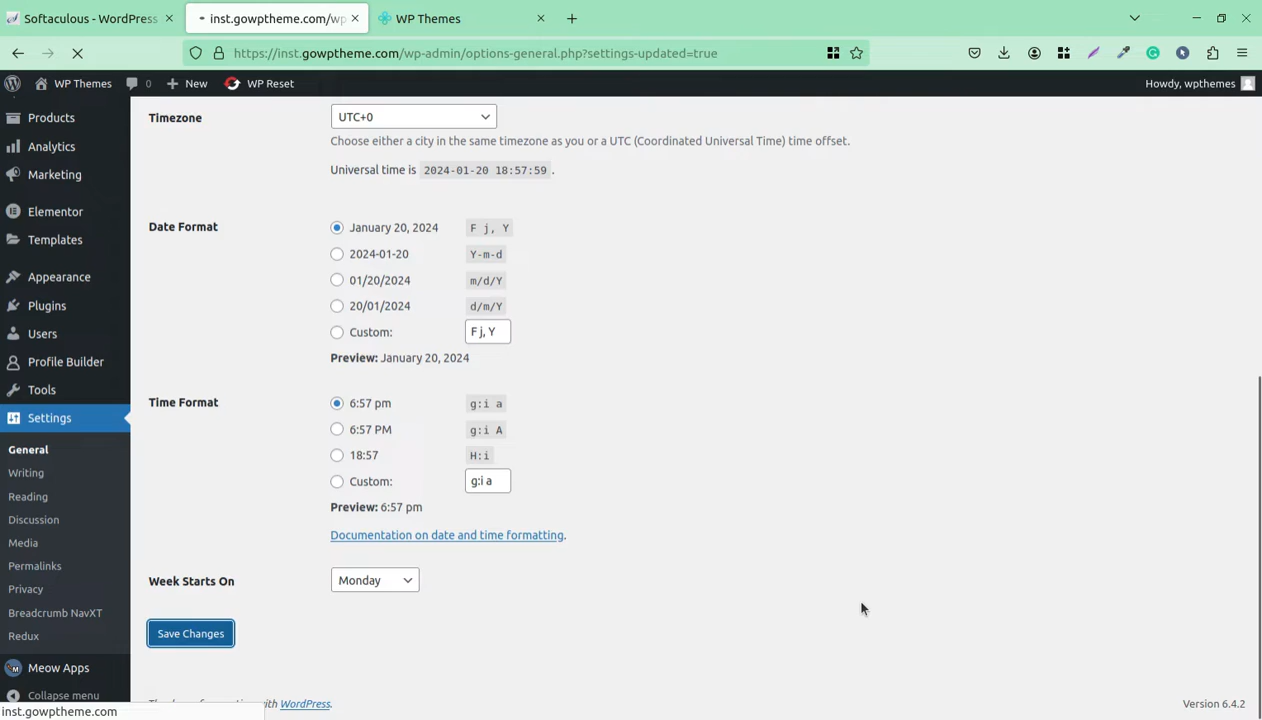 Softaculous - WordPress
inst.gowptheme.com/wp
WP Themes
https://inst.gowptheme.com/wp-admin/options-general.php?settings-updated=true
WP Themes
0
New
WP Reset
Howdy, wpthemes
Products
Analytics
Marketing
Elementor
Templates
Appearance
Plugins
Users
Profile Builder
Tools
Settings
General
Writing
Reading
Discussion
Media
Permalinks
Privacy
Breadcrumb NavXT
Redux
Meow Apps
Collapse menu
Timezone
UTC+0
Choose either a city in the same timezone as you or a UTC (Coordinated Universal Time) time offset.
Universal time is 2024-01-20 18:57:59 .
Date Format
January 20, 2024 F j, Y
2024-01-20 Y-m-d
01/20/2024 m/d/Y
20/01/2024 d/m/Y
Custom: F j, Y
Preview: January 20, 2024
Time Format
6:57 pm g:i a
6:57 PM g:i A
18:57 H:i
Custom: g:i a
Preview: 6:57 pm
Documentation on date and time formatting.
Week Starts On
Monday
Save Changes
with WordPress.
Version 6.4.2
inst.gowptheme.com